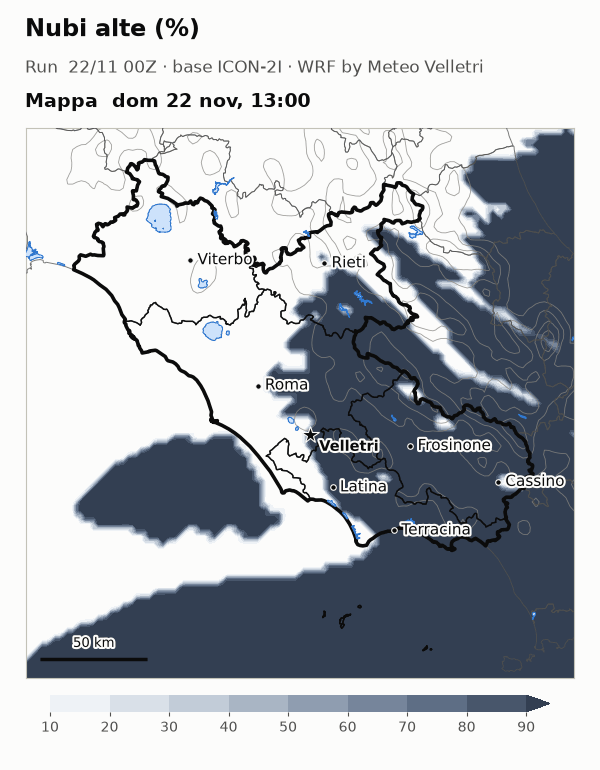 Nubi alte (%)
Run 22/11 00Z · base ICON-2I · WRF by Meteo Velletri
Mappa dom 22 nov, 13:00
Viterbo
Rieti
Roma
Velletri
Frosinone
Latina
Cassino
Terracina
50 km
10 20 30 40 50 60 70 80 90